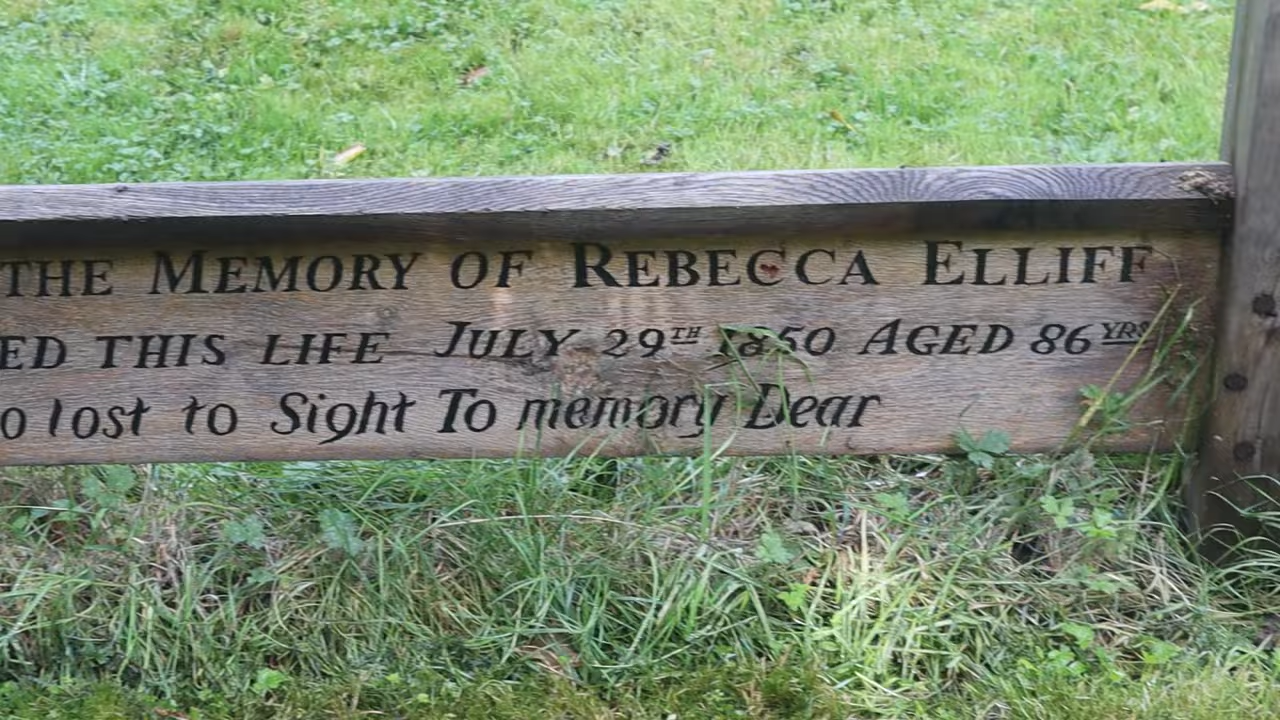 THE MEMORY OF REBECCA ELLIFF
ED THIS LIFE JULY 29TH 1850 AGED 86 YRS
o lost to Sight To memory Dear